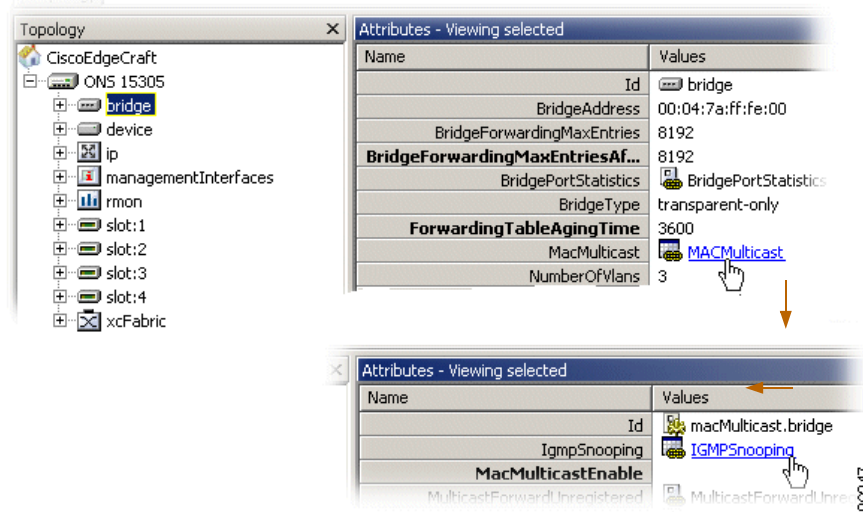 Topology
CiscoEdgeCraft
ONS 15305
bridge
device
ip
managementInterfaces
rmon
slot:1
slot:2
slot:3
slot:4
xcFabric
Attributes - Viewing selected
Name Values
Id bridge
BridgeAddress 00:04:7a:ff:fe:00
BridgeForwardingMaxEntries 8192
BridgeForwardingMaxEntriesAf... 8192
BridgePortStatistics BridgePortStatistics
BridgeType transparent-only
ForwardingTableAgingTime 3600
MacMulticast MACMulticast
NumberOfVlans 3
Attributes - Viewing selected
Name Values
Id macMulticast.bridge
IgmpSnooping IGMPSnooping
MacMulticastEnable
MulticastForwardUnregistered MulticastForwardUnreg